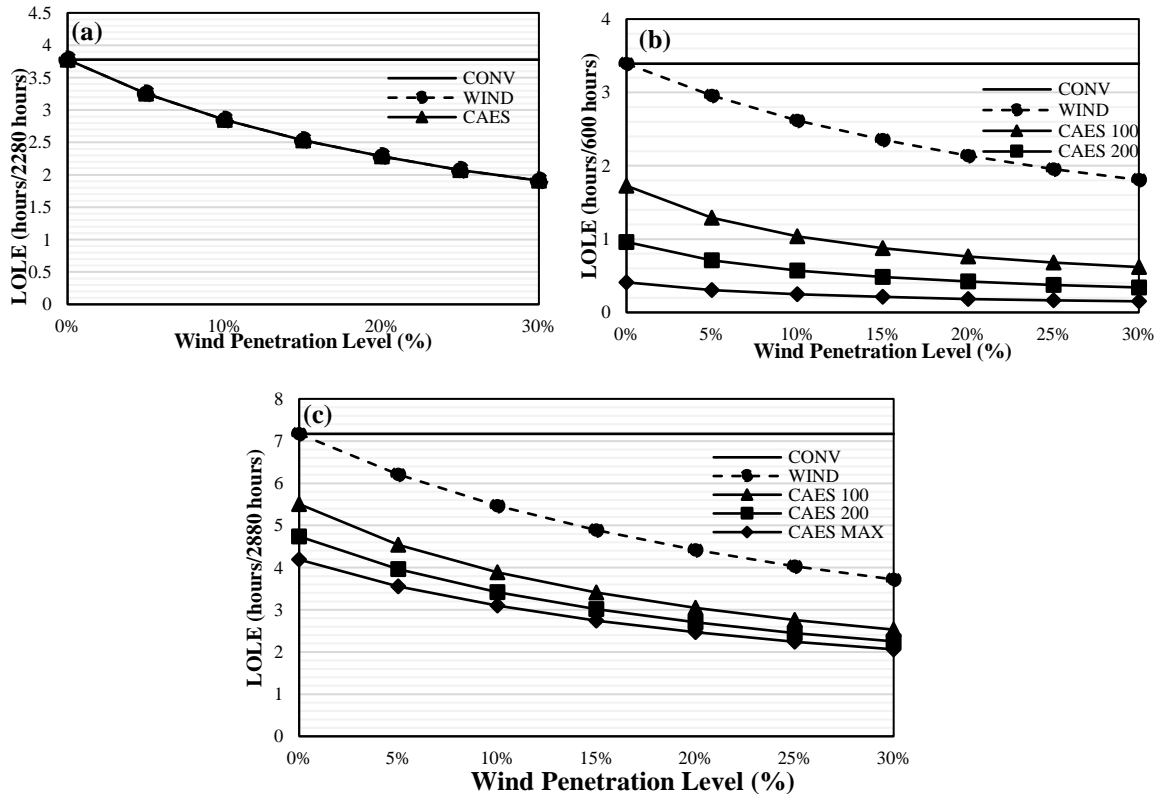 (a)
LOLE (hours/2280 hours)
4.5
4
3.5
3
2.5
2
1.5
1
0.5
0
CONV
WIND
CAES
0% 10% 20% 30%
Wind Penetration Level (%)
(b)
LOLE (hours/600 hours)
4
3
2
1
0
CONV
WIND
CAES 100
CAES 200
0% 5% 10% 15% 20% 25% 30%
Wind Penetration Level (%)
(c)
LOLE (hours/2880 hours)
8
7
6
5
4
3
2
1
0
CONV
WIND
CAES 100
CAES 200
CAES MAX
0% 5% 10% 15% 20% 25% 30%
Wind Penetration Level (%)